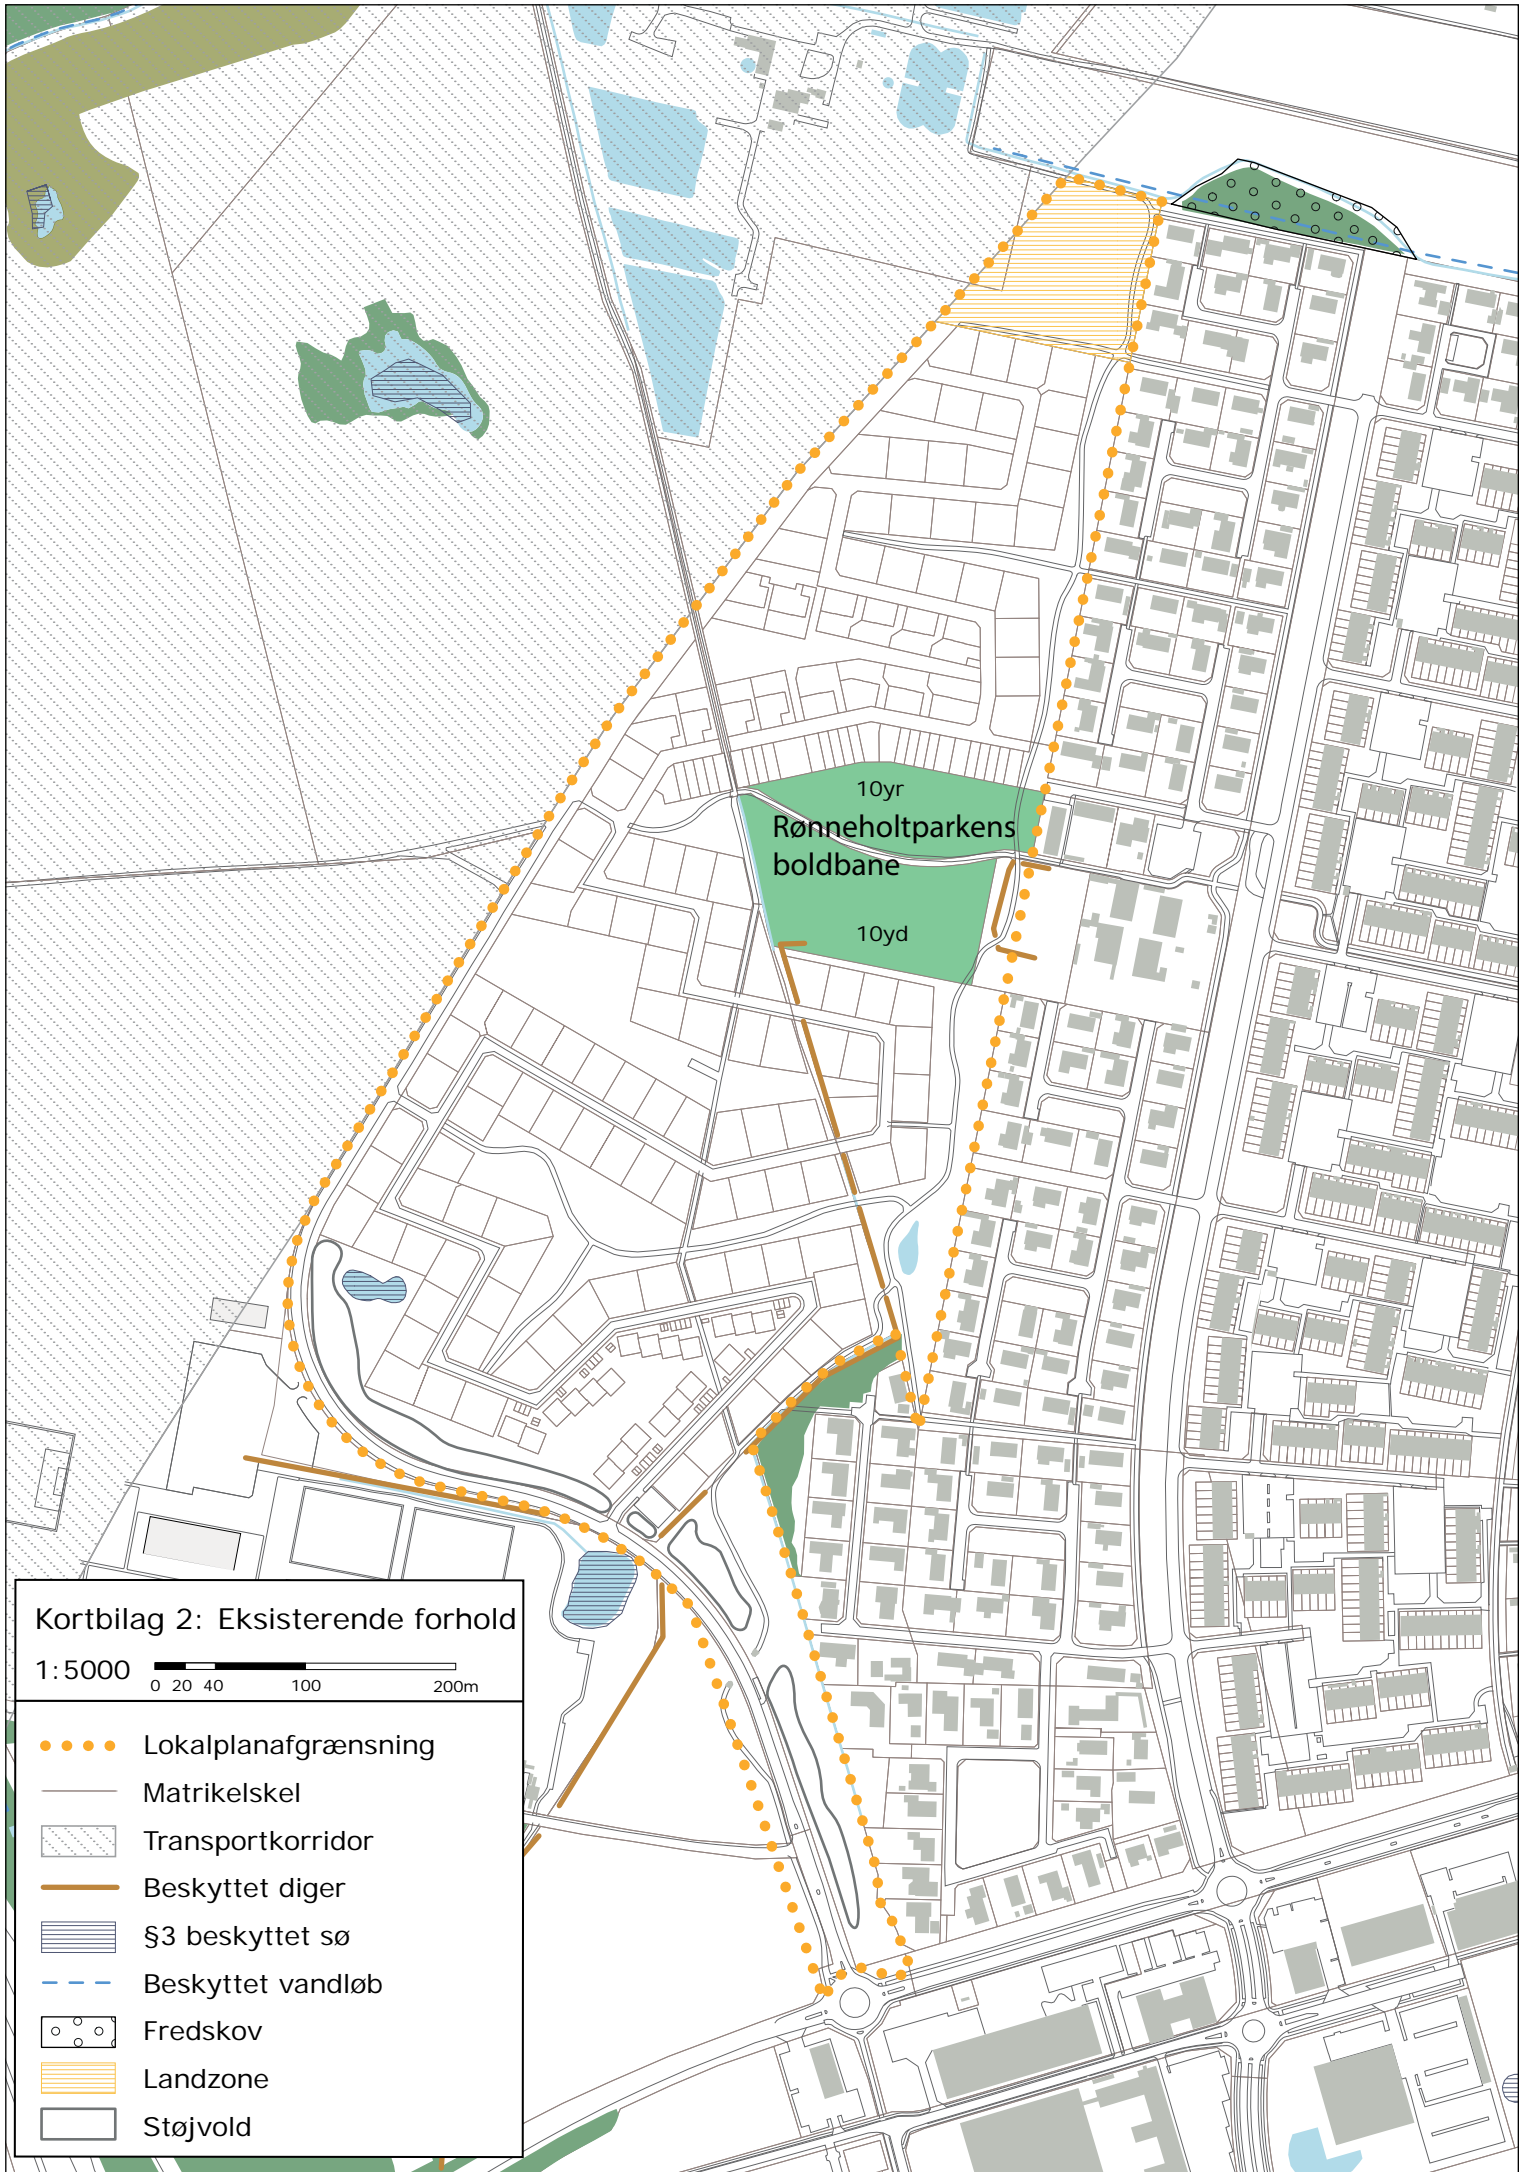 10yr
Rønneholtparkens
boldbane
10yd
Kortbilag 2: Eksisterende forhold
1:5000
0 20 40 100 200m
Lokalplanafgrænsning
Matrikelskel
Transportkorridor
Beskyttet diger
§3 beskyttet sø
Beskyttet vandløb
Fredskov
Landzone
Støjvold